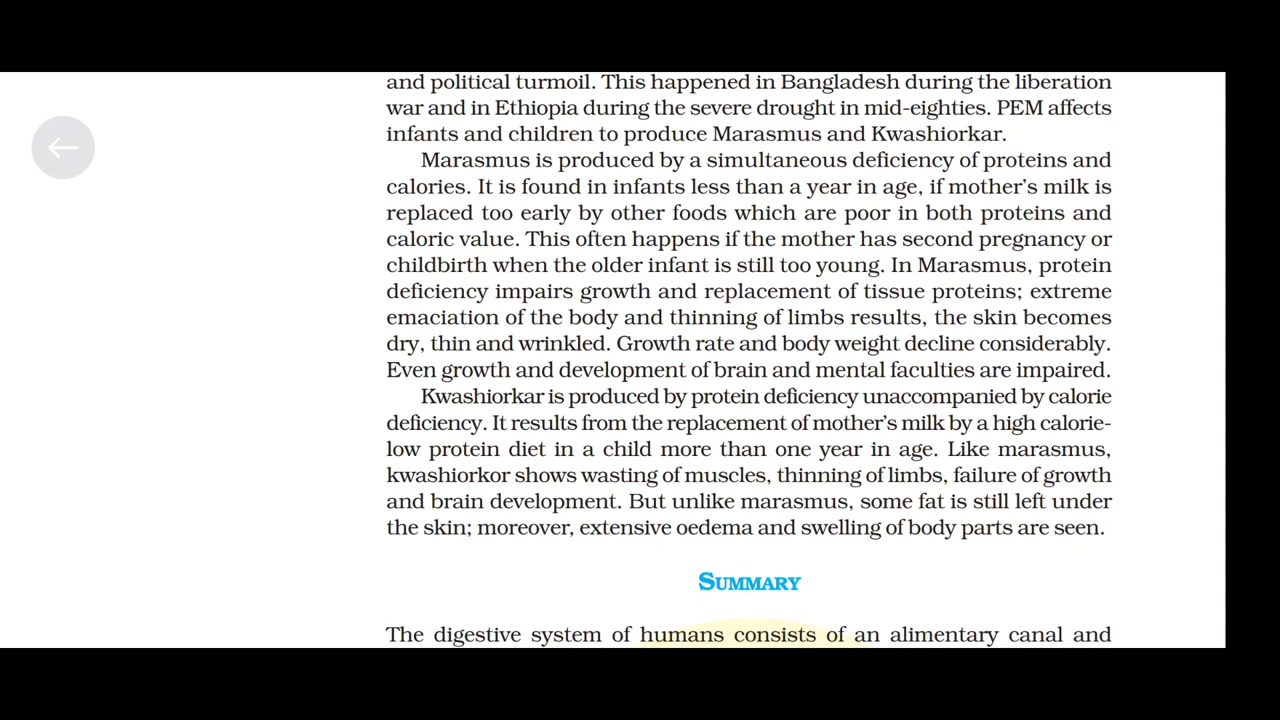 and political turmoil. This happened in Bangladesh during the liberation
war and in Ethiopia during the severe drought in mid-eighties. PEM affects
infants and children to produce Marasmus and Kwashiorkar.
Marasmus is produced by a simultaneous deficiency of proteins and
calories. It is found in infants less than a year in age, if mother's milk is
replaced too early by other foods which are poor in both proteins and
caloric value. This often happens if the mother has second pregnancy or
childbirth when the older infant is still too young. In Marasmus, protein
deficiency impairs growth and replacement of tissue proteins; extreme
emaciation of the body and thinning of limbs results, the skin becomes
dry, thin and wrinkled. Growth rate and body weight decline considerably.
Even growth and development of brain and mental faculties are impaired.
Kwashiorkar is produced by protein deficiency unaccompanied by calorie
deficiency. It results from the replacement of mother's milk by a high calorie-
low protein diet in a child more than one year in age. Like marasmus,
kwashiorkor shows wasting of muscles, thinning of limbs, failure of growth
and brain development. But unlike marasmus, some fat is still left under
the skin; moreover, extensive oedema and swelling of body parts are seen.
SUMMARY
The digestive system of humans consists of an alimentary canal and